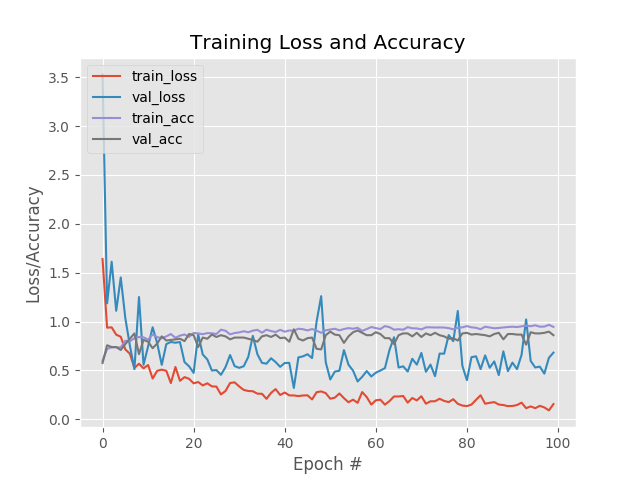 Training Loss and Accuracy
train_loss
val_loss
train_acc
val_acc
3.5
3.0
2.5
2.0
1.5
1.0
0.5
0.0
Loss/Accuracy
0 20 40 60 80 100
Epoch #